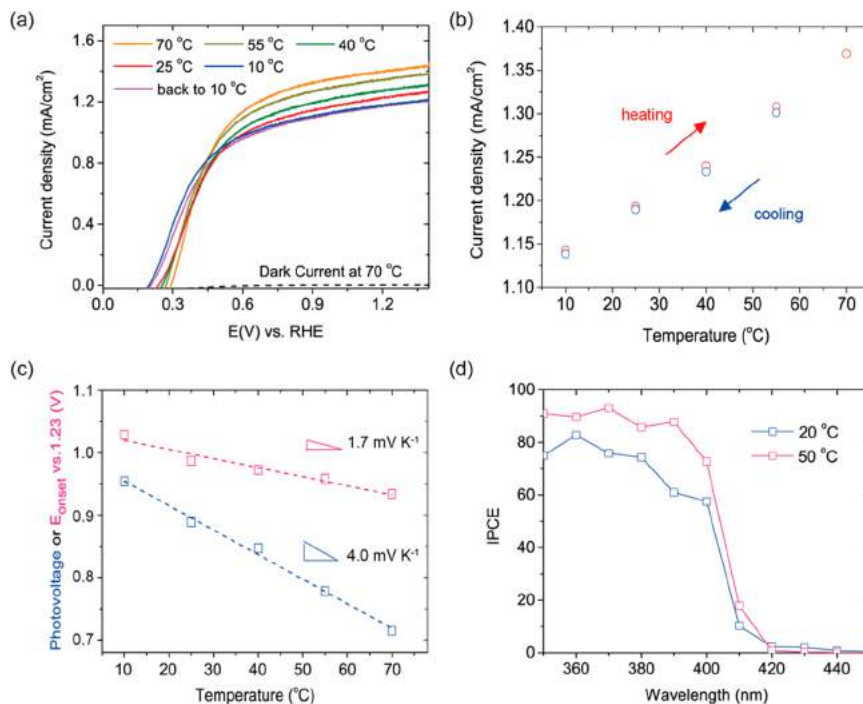 (a)
70 °C 55 °C 40 °C
25 °C 10 °C
back to 10 °C
Current density (mA/cm²)
1.6
1.2
0.8
0.4
0.0
Dark Current at 70 °C
0.0 0.3 0.6 0.9 1.2
E(V) vs. RHE
(b)
Current density (mA/cm²)
1.40
1.35
1.30
1.25
1.20
1.15
1.10
heating
cooling
10 20 30 40 50 60 70
Temperature (°C)
(c)
Photovoltage or E_onset vs.1.23 (V)
1.1
1.0
0.9
0.8
0.7
1.7 mV K⁻¹
4.0 mV K⁻¹
10 20 30 40 50 60 70
Temperature (°C)
(d)
IPCE
100
80
60
40
20
0
20 °C
50 °C
360 380 400 420 440
Wavelength (nm)